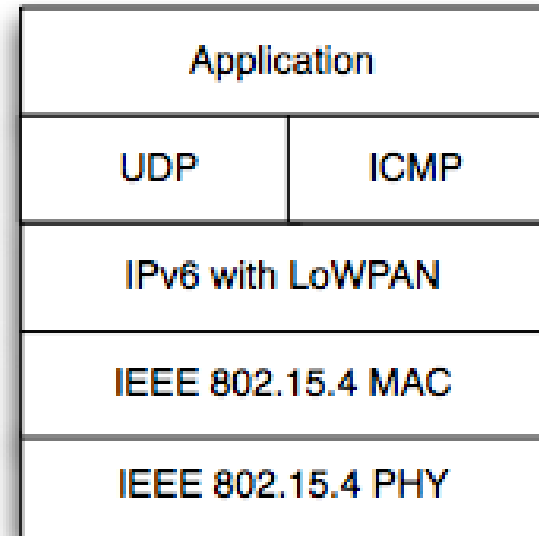 Application
UDP ICMP
IPv6 with LoWPAN
IEEE 802.15.4 MAC
IEEE 802.15.4 PHY